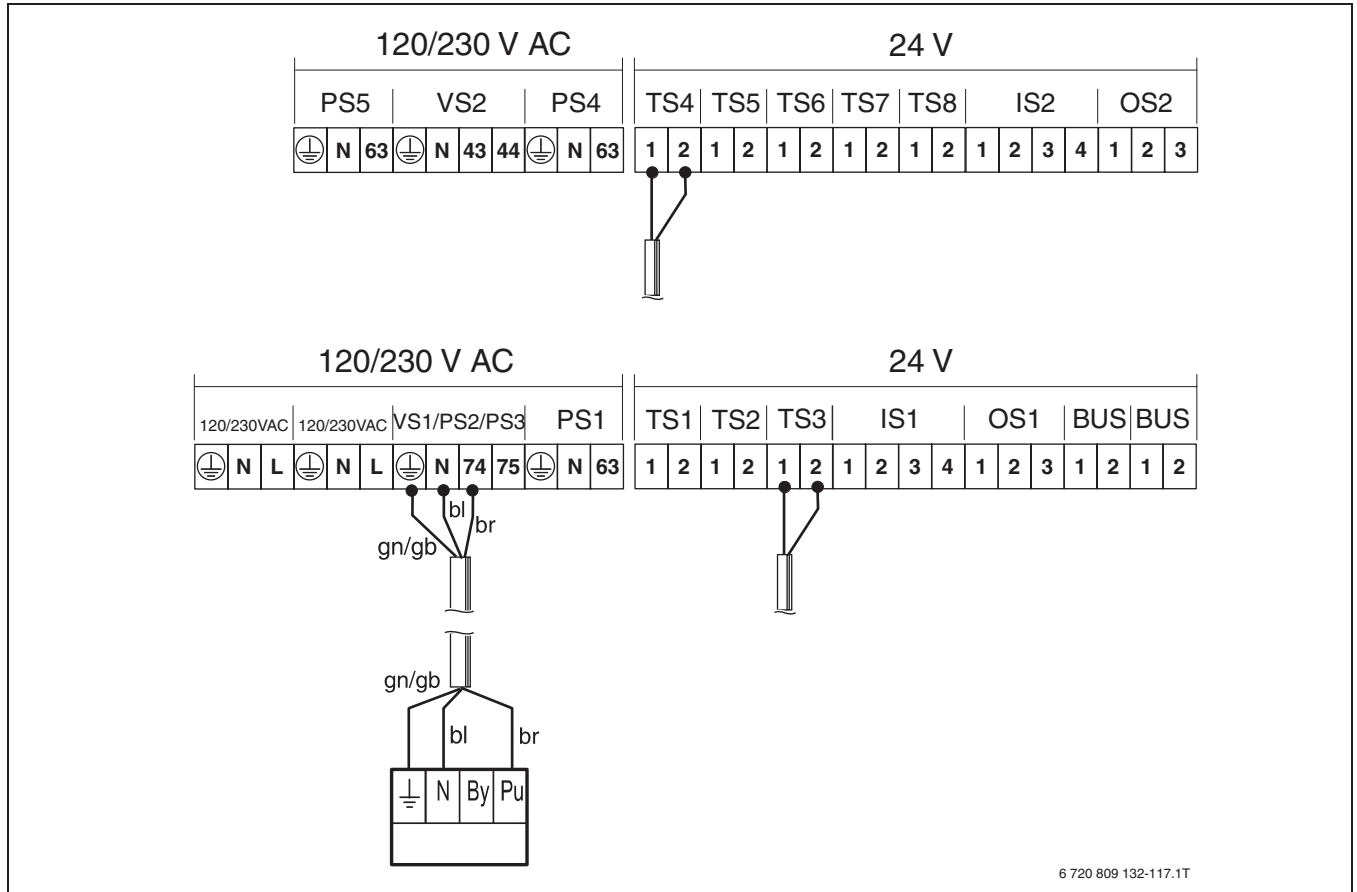 120/230 V AC 24 V
PS5 VS2 PS4 TS4 TS5 TS6 TS7 TS8 IS2 OS2
N 63 N 43 44 N 63 1 2 1 2 1 2 1 2 1 2 1 2 3 4 1 2 3
120/230 V AC 24 V
120/230VAC 120/230VAC VS1/PS2/PS3 PS1 TS1 TS2 TS3 IS1 OS1 BUS BUS
N L N L N 74 75 N 63 1 2 1 2 1 2 1 2 3 4 1 2 3 1 2 1 2
bl
br
gn/gb
gn/gb
bl br
N By Pu
6 720 809 132-117.1T